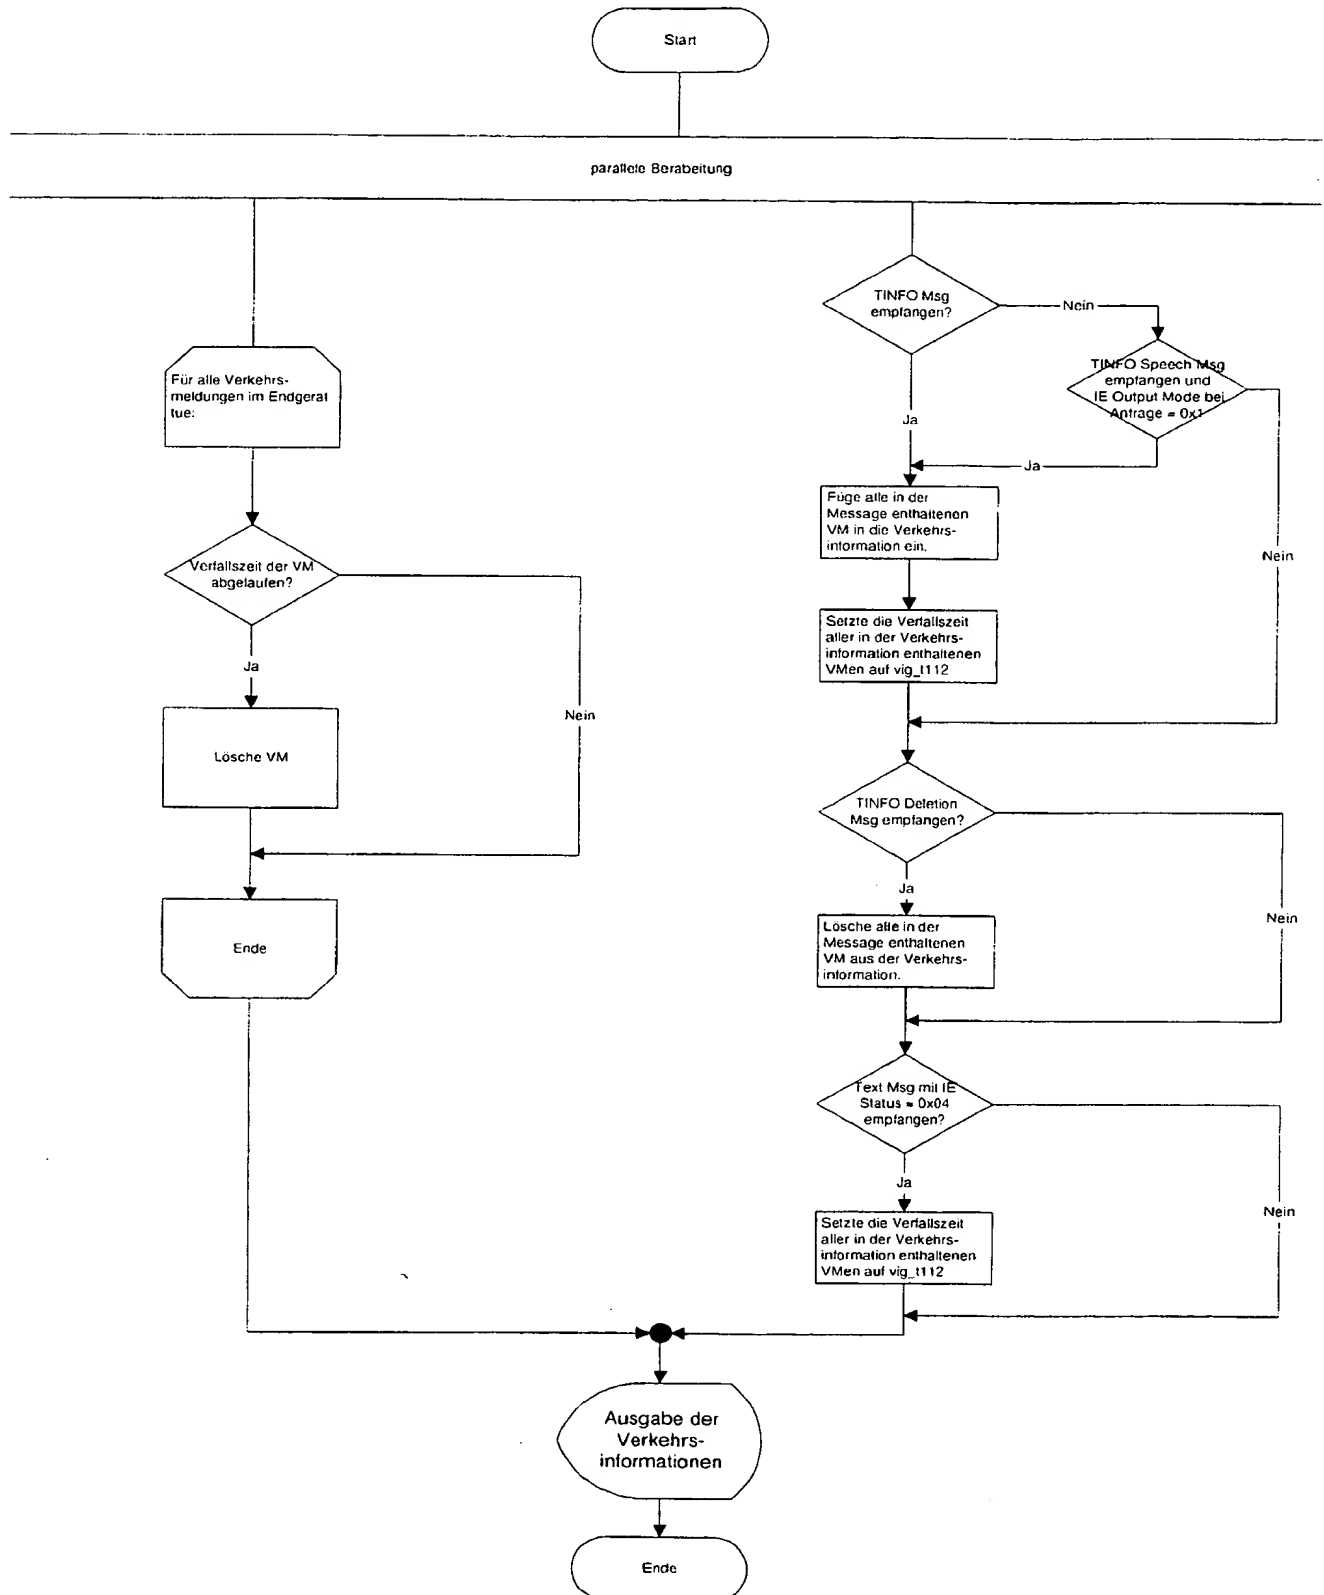 Start
parallele Berabeitung
Für alle Verkehrs-
meldungen im Endgerät
tue:
Verfallszeit der VM
abgelaufen?
Ja
Nein
Lösche VM
Ende
TINFO Msg
empfangen?
Nein
Ja
TINFO Speech Msg
empfangen und
IE Output Mode bei
Anfrage = 0x1
Ja
Nein
Füge alle in der
Message enthaltenen
VM in die Verkehrs-
information ein.
Setzte die Verfallszeit
aller in der Verkehrs-
information enthaltenen
VMen auf vig_t112
TINFO Deletion
Msg empfangen?
Ja
Nein
Lösche alle in der
Message enthaltenen
VM aus der Verkehrs-
information.
Text Msg mit IE
Status = 0x04
empfangen?
Ja
Nein
Setzte die Verfallszeit
aller in der Verkehrs-
information enthaltenen
VMen auf vig_t112
Ausgabe der
Verkehrs-
informationen
Ende